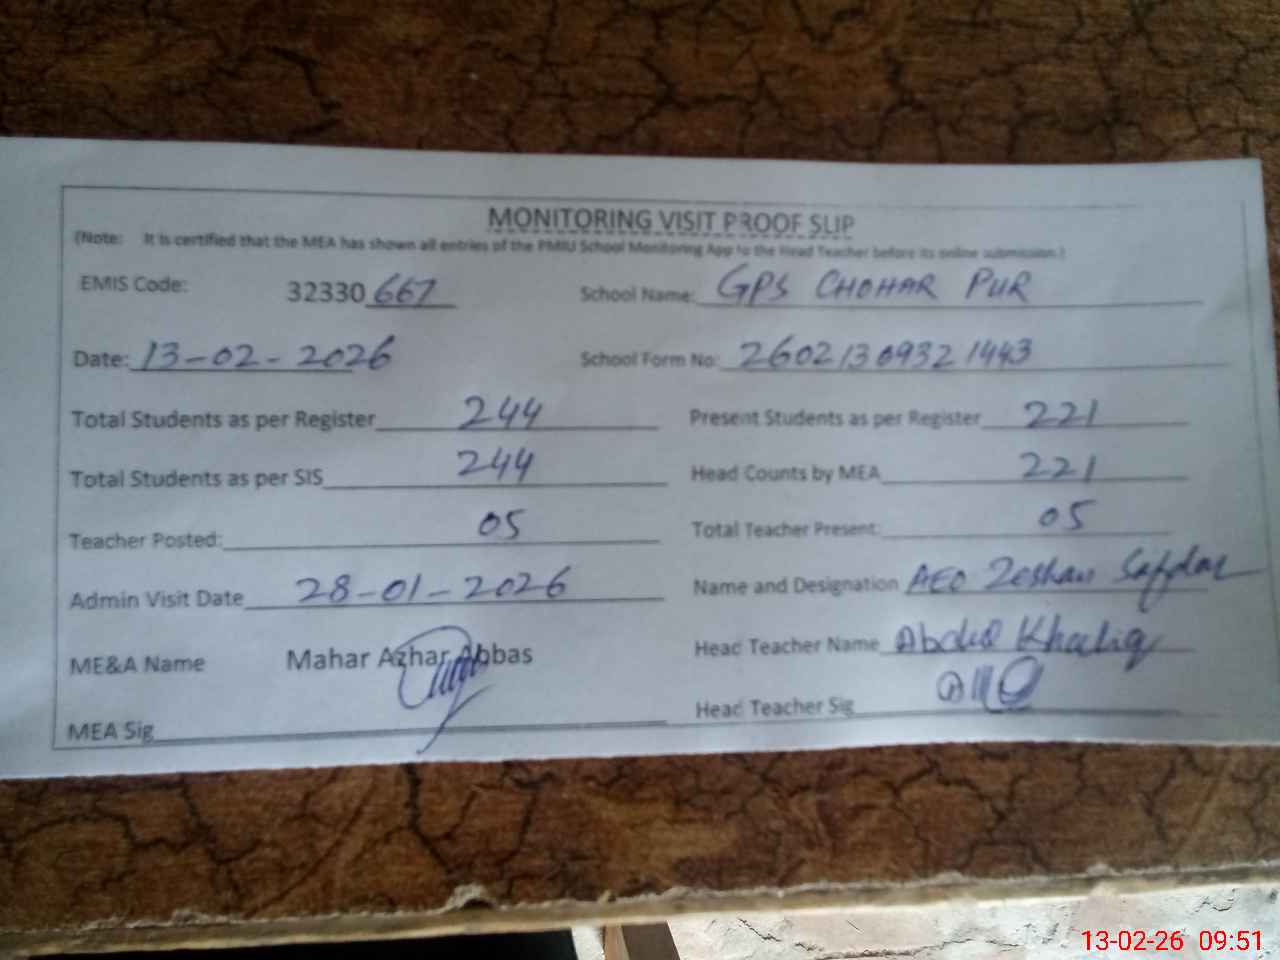 MONITORING VISIT PROOF SLIP
(Note: It is certified that the MEA has shown all entries of the PMIU School Monitoring App to the Head Teacher before its online submission.)
EMIS Code: 32330667 School Name: GPS CHOHAR PUR
Date: 13-02-2026 School Form No: 26021309321443
Total Students as per Register 244 Present Students as per Register 221
Total Students as per SIS 244 Head Counts by MEA 221
Teacher Posted: 05 Total Teacher Present: 05
Admin Visit Date 28-01-2026 Name and Designation AEO Zeshan Safdar
ME&A Name Mahar Azhar Abbas Head Teacher Name Abdul Khaliq
MEA Sig Head Teacher Sig
13-02-26 09:51